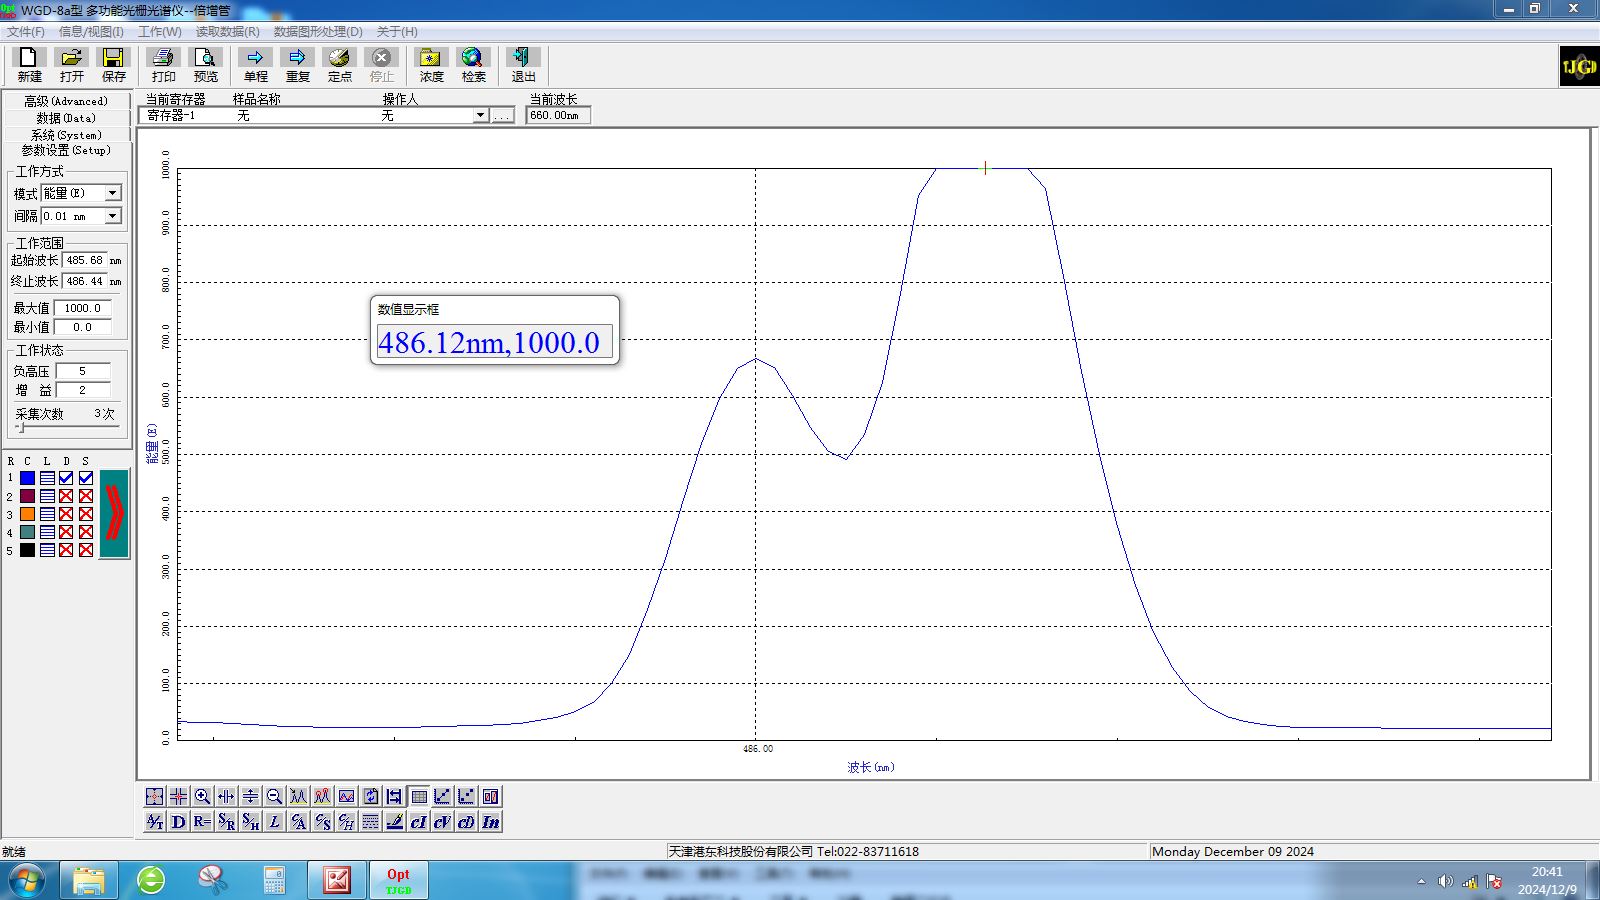 WGD-8a型 多功能光栅光谱仪--倍增管
文件(F) 信息/视图(I) 工作(W) 读取数据(R) 数据图形处理(D) 关于(H)
新建 打开 保存 打印 预览 单程 重复 定点 停止 浓度 检索 退出
TJGD
高级(Advanced)
数据(Data)
系统(System)
参数设置(Setup)
当前寄存器 样品名称 操作人 当前波长
寄存器-1 无 无 ... 660.00nm
工作方式
模式 能量(E)
间隔 0.01 nm
工作范围
起始波长 485.68 nm
终止波长 486.44 nm
最大值 1000.0
最小值 0.0
工作状态
负高压 5
增 益 2
采集次数 3次
R C L D S
1
2
3
4
5
1000.0
900.0
800.0
700.0
600.0
500.0
400.0
300.0
200.0
100.0
0.0
能量(E)
数值显示框
486.12nm,1000.0
486.00
波长(nm)
A/T D R= S/R S/H L C/A C/S C/H cI cV cD In
就绪 天津港东科技股份有限公司 Tel:022-83711618 Monday December 09 2024
Opt
TJGD
20:41
2024/12/9